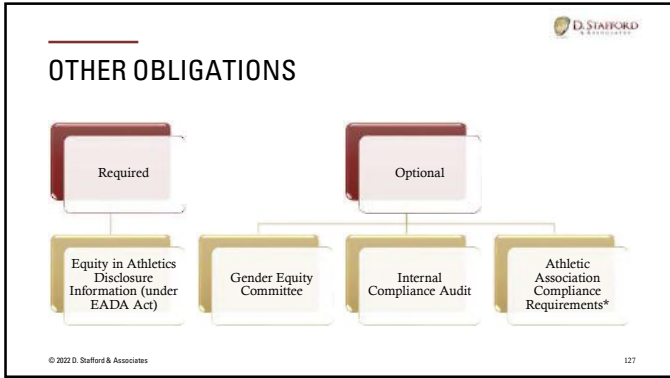 D. STAFFORD
& ASSOCIATES
OTHER OBLIGATIONS
Required
Optional
Equity in Athletics
Disclosure
Information (under
EADA Act)
Gender Equity
Committee
Internal
Compliance Audit
Athletic
Association
Compliance
Requirements*
© 2022 D. Stafford & Associates
127